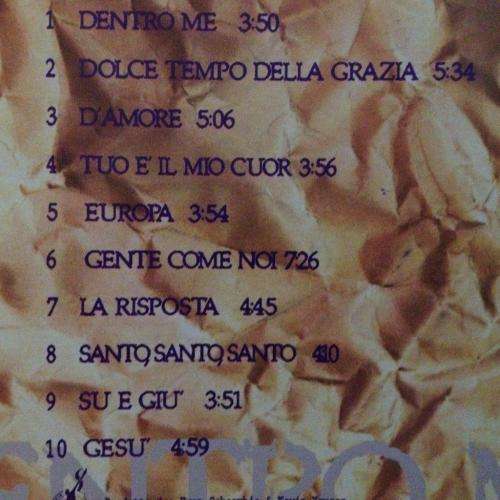 1 DENTRO ME 3:50
2 DOLCE TEMPO DELLA GRAZIA 5:34
3 D'AMORE 5:06
4 TUO E' IL MIO CUOR 3:56
5 EUROPA 3:54
6 GENTE COME NOI 7:26
7 LA RISPOSTA 4:45
8 SANTO, SANTO, SANTO 4:10
9 SU E GIU' 3:51
10 GESU' 4:59